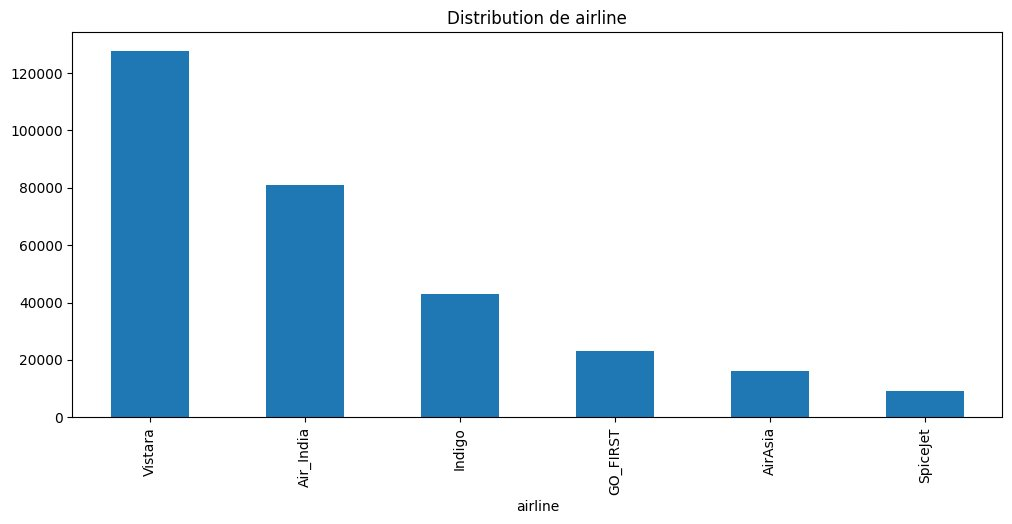 Distribution de airline
120000
100000
80000
60000
40000
20000
0
Vistara
Air_India
Indigo
GO_FIRST
AirAsia
SpiceJet
airline